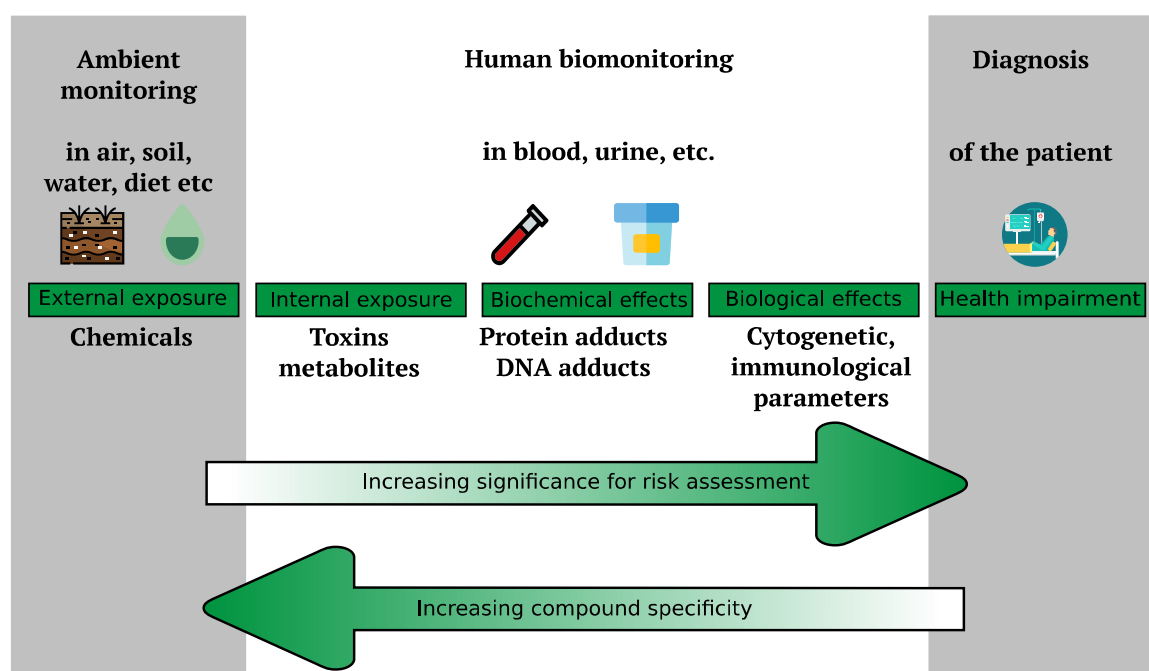 Ambient
monitoring
in air, soil,
water, diet etc
Human biomonitoring
in blood, urine, etc.
Diagnosis
of the patient
External exposure
Chemicals
Internal exposure
Toxins
metabolites
Biochemical effects
Protein adducts
DNA adducts
Biological effects
Cytogenetic,
immunological
parameters
Health impairment
Increasing significance for risk assessment
Increasing compound specificity